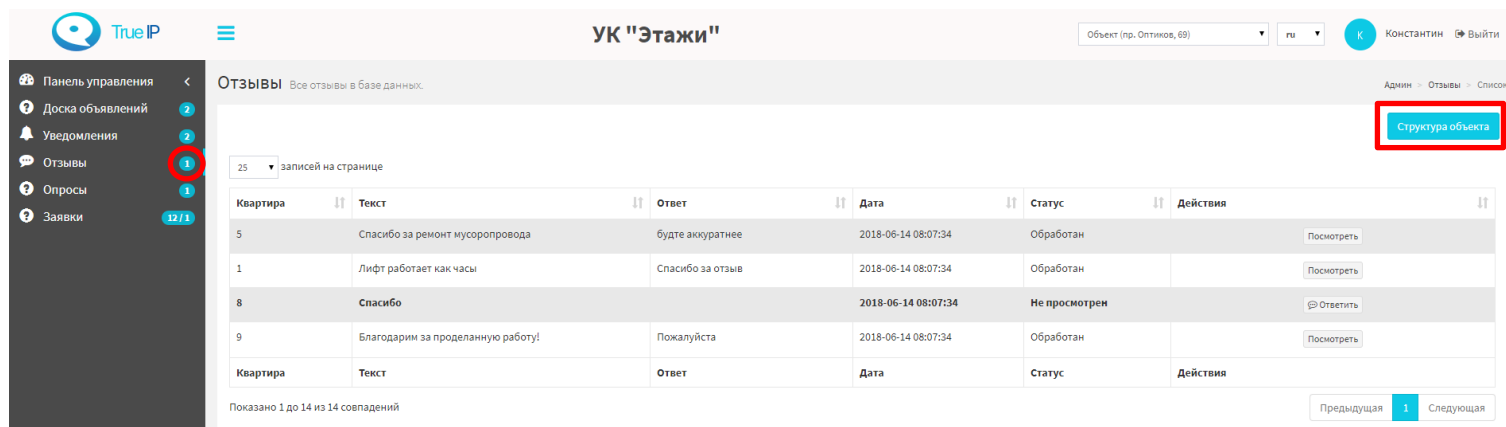 True IP
УК "Этажи"
Объект (пр. Оптиков, 69) ru К Константин Выйти
Панель управления
Доска объявлений 2
Уведомления 2
Отзывы 1
Опросы 1
Заявки 12 / 1
Отзывы Все отзывы в базе данных.
Админ > Отзывы > Список
Структура объекта
25 записей на странице
Квартира Текст Ответ Дата Статус Действия
5 Спасибо за ремонт мусоропровода будте аккуратнее 2018-06-14 08:07:34 Обработан Посмотреть
1 Лифт работает как часы Спасибо за отзыв 2018-06-14 08:07:34 Обработан Посмотреть
8 Спасибо 2018-06-14 08:07:34 Не просмотрен Ответить
9 Благодарим за проделанную работу! Пожалуйста 2018-06-14 08:07:34 Обработан Посмотреть
Квартира Текст Ответ Дата Статус Действия
Показано 1 до 14 из 14 совпадений
Предыдущая 1 Следующая